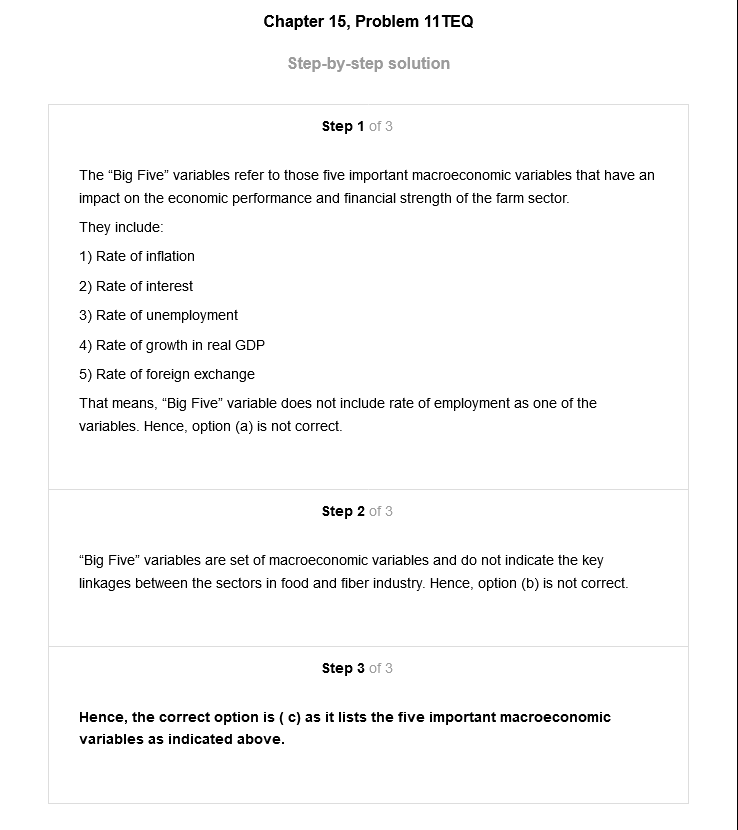 Chapter 15, Problem 11TEQ
Step-by-step solution
Step 1 of 3
The “Big Five” variables refer to those five important macroeconomic variables that have an
impact on the economic performance and financial strength of the farm sector.
They include:
1) Rate of inflation
2) Rate of interest
3) Rate of unemployment
4) Rate of growth in real GDP
5) Rate of foreign exchange
That means, “Big Five” variable does not include rate of employment as one of the
variables. Hence, option (a) is not correct.
Step 2 of 3
“Big Five” variables are set of macroeconomic variables and do not indicate the key
linkages between the sectors in food and fiber industry. Hence, option (b) is not correct.
Step 3 of 3
Hence, the correct option is ( c) as it lists the five important macroeconomic
variables as indicated above.